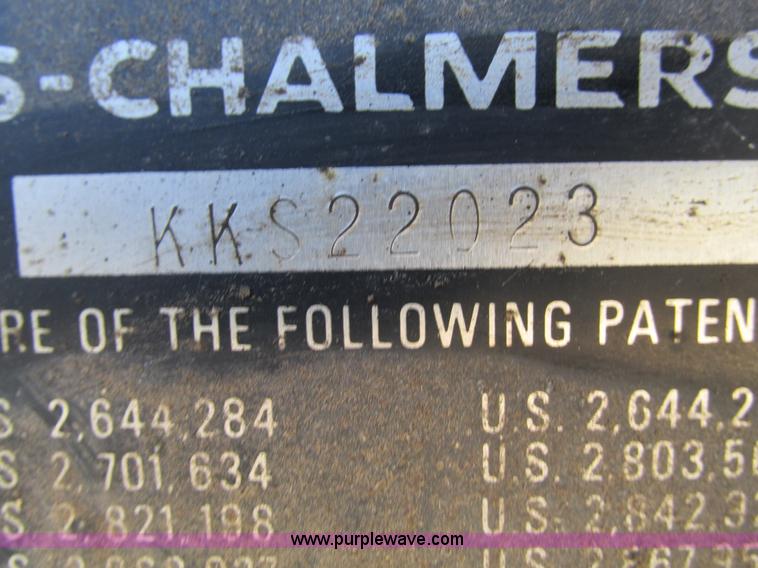 S-CHALMERS
KKS22023
RE OF THE FOLLOWING PATEN
S. 2,644,284 U.S. 2,644,2
S 2,701,634 U.S. 2,803,5
S 2,821,198 U.S. 2,842,32
www.purplewave.com